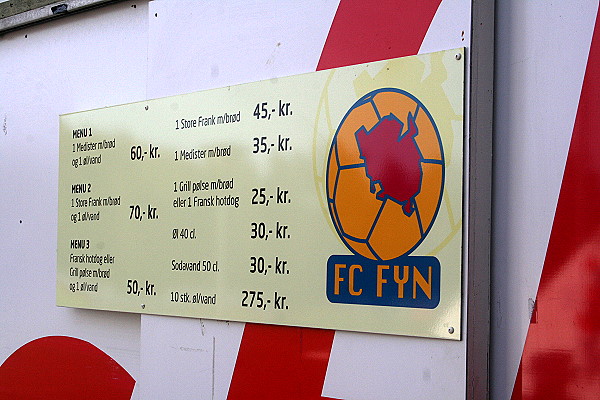 MENU 1
1 Medister m/brød
og 1 øl/vand 60,- kr.
MENU 2
1 Store Frank m/brød
og 1 øl/vand 70,- kr.
MENU 3
Fransk hotdog eller
Grill pølse m/brød
og 1 øl/vand 50,- kr.
1 Store Frank m/brød 45,- kr.
1 Medister m/brød 35,- kr.
1 Grill pølse m/brød
eller 1 Fransk hotdog 25,- kr.
Øl 40 cl. 30,- kr.
Sodavand 50 cl. 30,- kr.
10 stk. øl/vand 275,- kr.
FC FYN